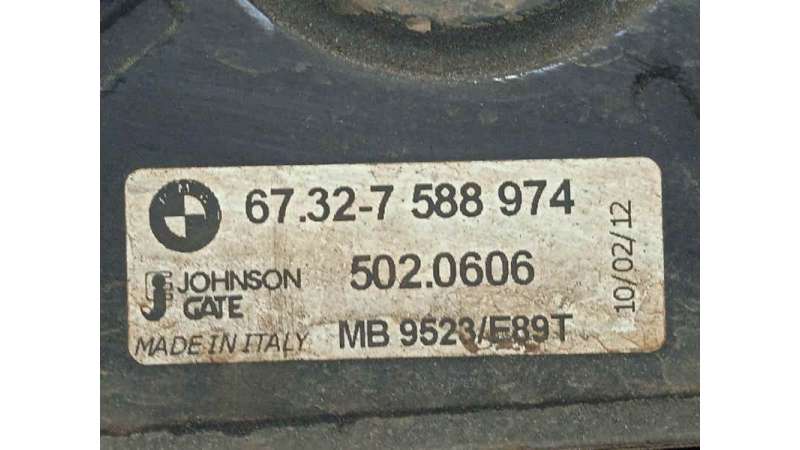 67.32-7 588 974
JOHNSON
GATE
502.0606
MADE IN ITALY
MB 9523/E89T
10/02/12